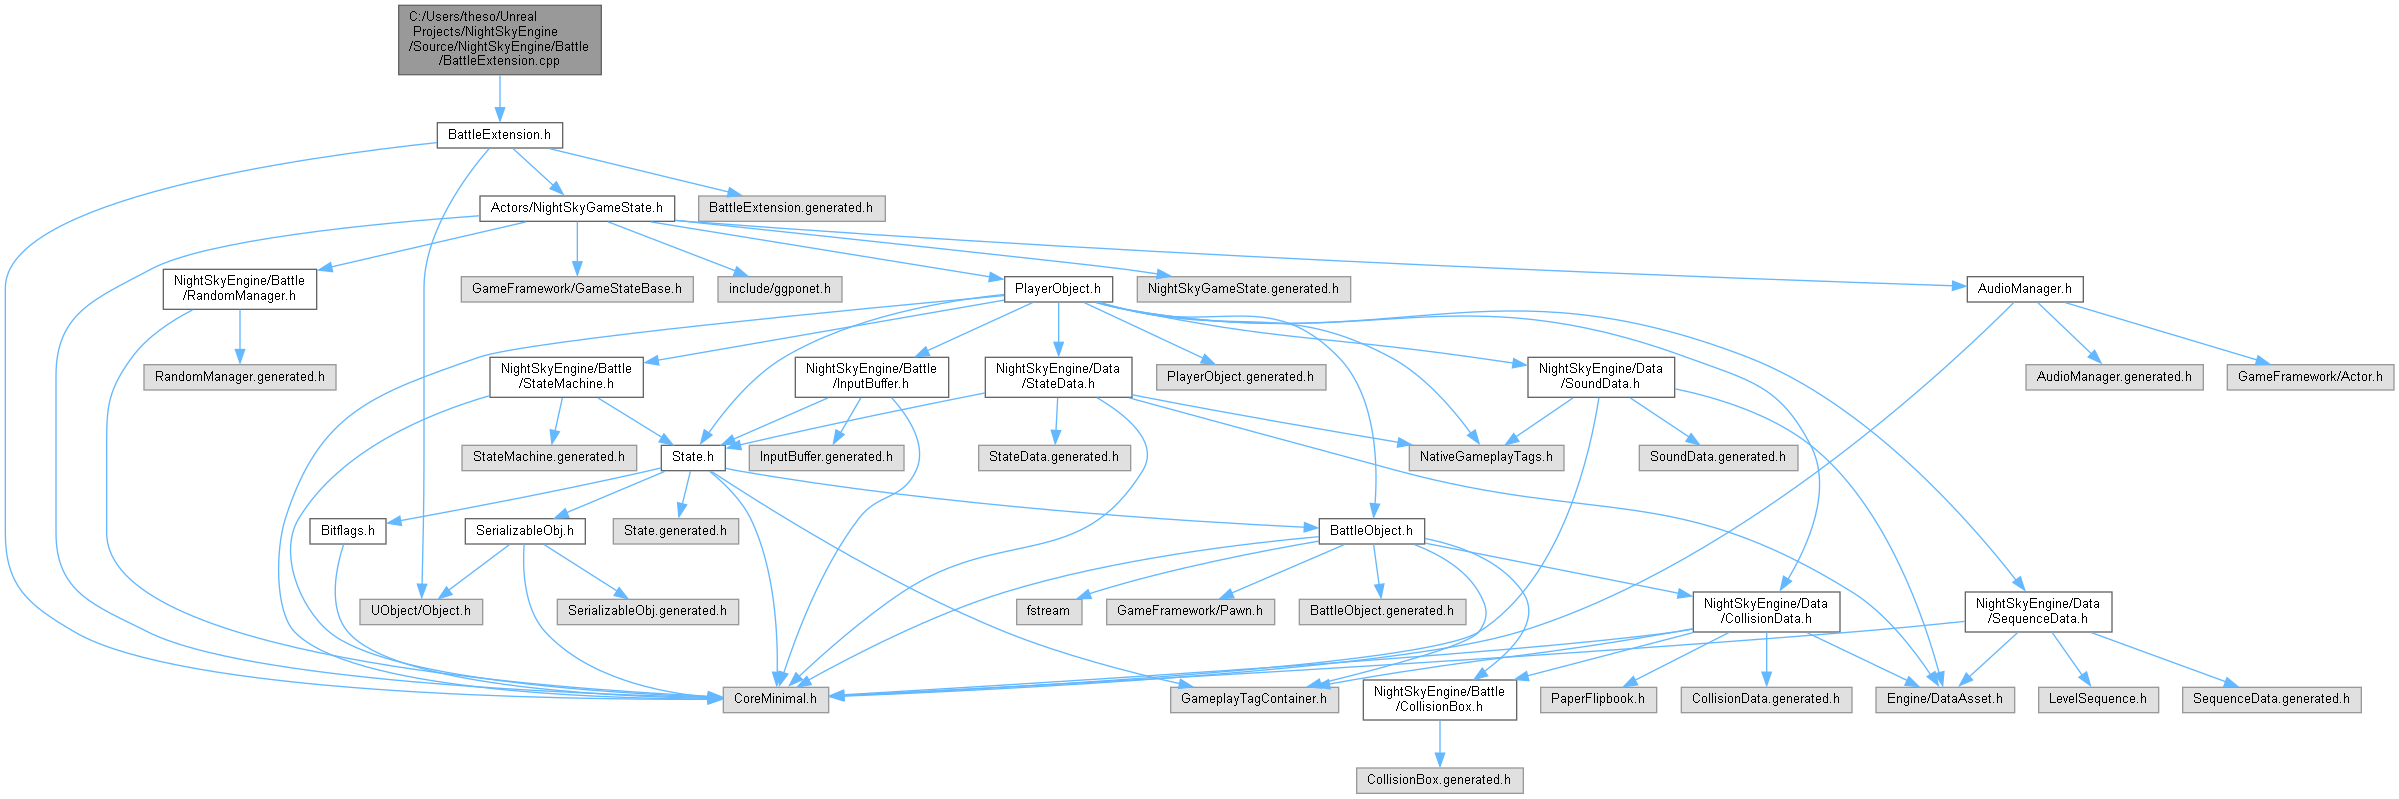 C:/Users/theso/Unreal
Projects/NightSkyEngine
/Source/NightSkyEngine/Battle
/BattleExtension.cpp
BattleExtension.h
Actors/NightSkyGameState.h
BattleExtension.generated.h
NightSkyEngine/Battle
/RandomManager.h
GameFramework/GameStateBase.h
include/ggponet.h
PlayerObject.h
NightSkyGameState.generated.h
AudioManager.h
RandomManager.generated.h
NightSkyEngine/Battle
/StateMachine.h
NightSkyEngine/Battle
/InputBuffer.h
NightSkyEngine/Data
/StateData.h
PlayerObject.generated.h
NightSkyEngine/Data
/SoundData.h
AudioManager.generated.h
GameFramework/Actor.h
StateMachine.generated.h
State.h
InputBuffer.generated.h
StateData.generated.h
NativeGameplayTags.h
SoundData.generated.h
Bitflags.h
SerializableObj.h
State.generated.h
BattleObject.h
UObject/Object.h
SerializableObj.generated.h
fstream
GameFramework/Pawn.h
BattleObject.generated.h
NightSkyEngine/Data
/CollisionData.h
NightSkyEngine/Data
/SequenceData.h
CoreMinimal.h
GameplayTagContainer.h
NightSkyEngine/Battle
/CollisionBox.h
PaperFlipbook.h
CollisionData.generated.h
Engine/DataAsset.h
LevelSequence.h
SequenceData.generated.h
CollisionBox.generated.h